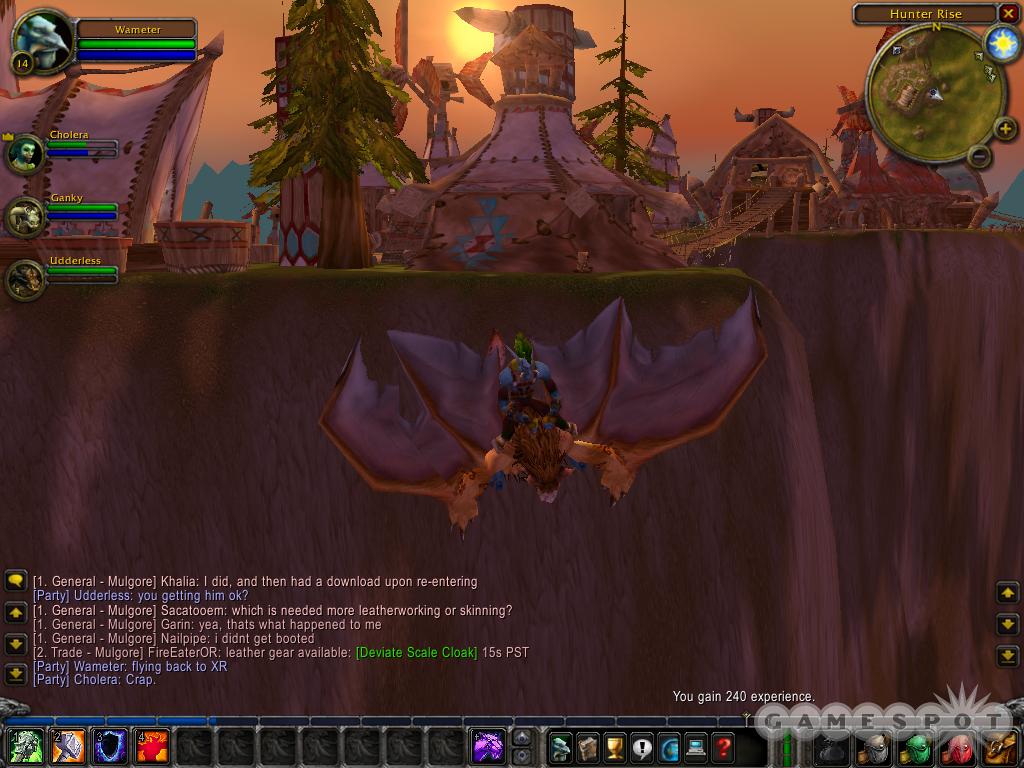 Wameter
Hunter Rise
N
14
Cholera
Ganky
Udderless
[1. General - Mulgore] Khalia: I did, and then had a download upon re-entering
[Party] Udderless: you getting him ok?
[1. General - Mulgore] Sacatooem: which is needed more leatherworking or skinning?
[1. General - Mulgore] Garin: yea, thats what happened to me
[1. General - Mulgore] Nailpipe: i didnt get booted
[2. Trade - Mulgore] FireEaterOR: leather gear available: [Deviate Scale Cloak] 15s PST
[Party] Wameter: flying back to XR
[Party] Cholera: Crap.
You gain 240 experience.
GAMESPOT
1 2 3 4